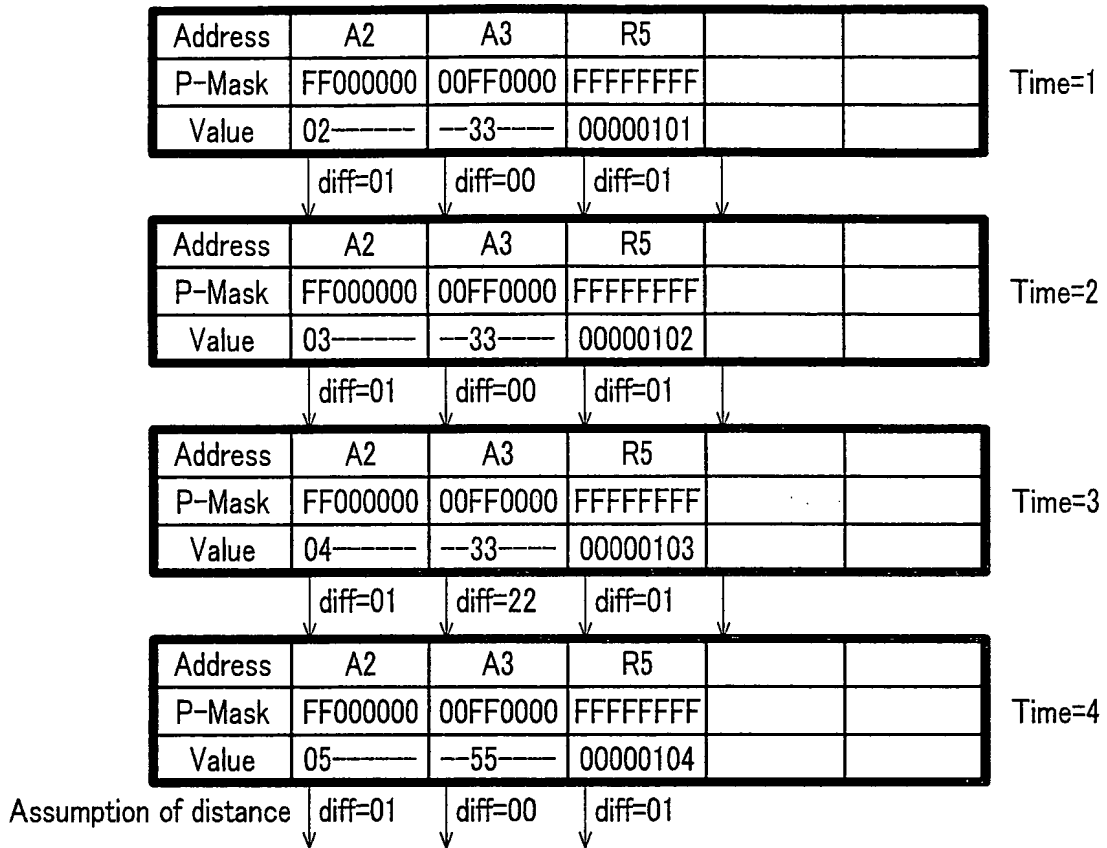 Address A2 A3 R5
P-Mask FF000000 00FF0000 FFFFFFFF Time=1
Value 02------ --33---- 00000101
diff=01 diff=00 diff=01
Address A2 A3 R5
P-Mask FF000000 00FF0000 FFFFFFFF Time=2
Value 03------ --33---- 00000102
diff=01 diff=00 diff=01
Address A2 A3 R5
P-Mask FF000000 00FF0000 FFFFFFFF Time=3
Value 04------ --33---- 00000103
diff=01 diff=22 diff=01
Address A2 A3 R5
P-Mask FF000000 00FF0000 FFFFFFFF Time=4
Value 05------ --55---- 00000104
Assumption of distance diff=01 diff=00 diff=01